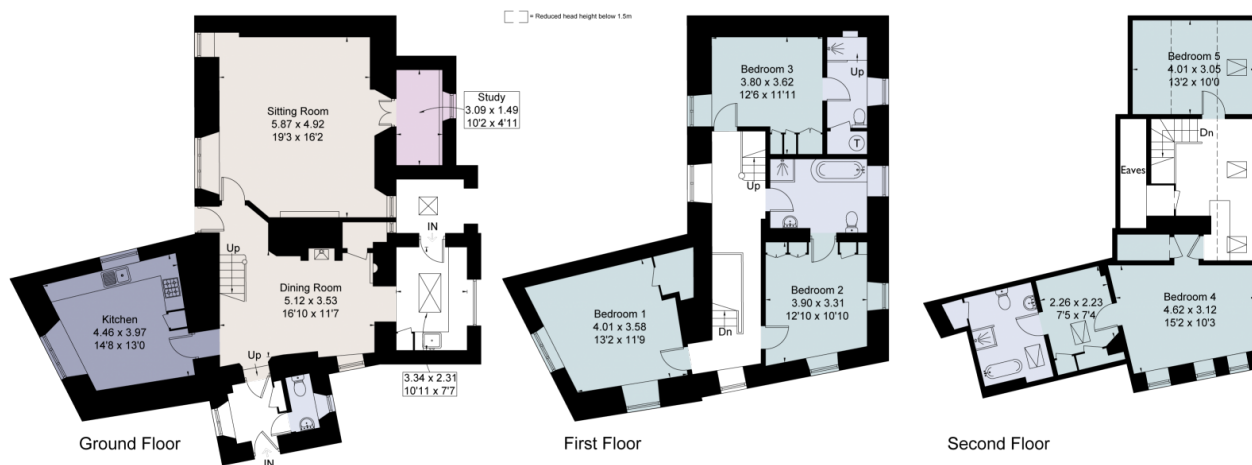 = Reduced head height below 1.5m
Sitting Room
5.87 x 4.92
19'3 x 16'2
Study
3.09 x 1.49
10'2 x 4'11
IN
Up
Dining Room
5.12 x 3.53
16'10 x 11'7
Kitchen
4.46 x 3.97
14'8 x 13'0
Up
3.34 x 2.31
10'11 x 7'7
IN
Ground Floor
Bedroom 3
3.80 x 3.62
12'6 x 11'11
Up
T
Up
Bedroom 2
3.90 x 3.31
12'10 x 10'10
Bedroom 1
4.01 x 3.58
13'2 x 11'9
Dn
First Floor
Bedroom 5
4.01 x 3.05
13'2 x 10'0
Dn
Eaves
2.26 x 2.23
7'5 x 7'4
Bedroom 4
4.62 x 3.12
15'2 x 10'3
Second Floor